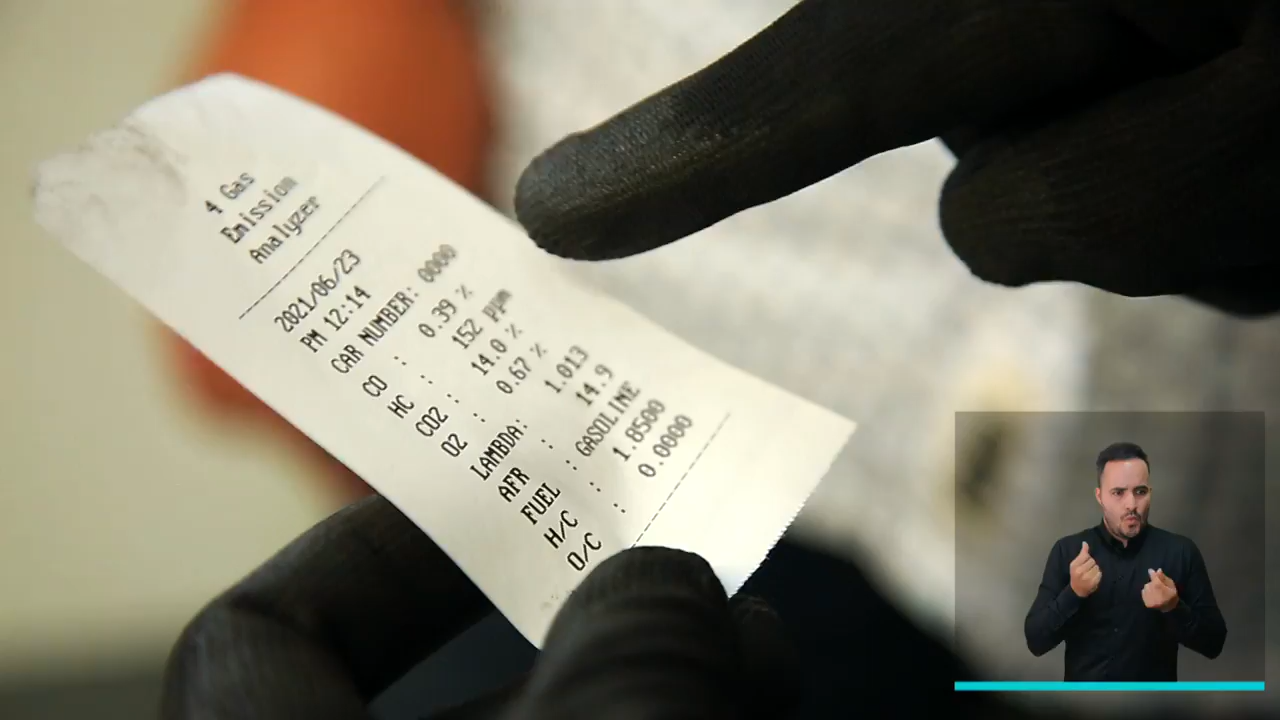 4 Gas
Emission
Analyzer
2021/06/23
PM 12:14
CAR NUMBER: 0000
CO : 0.39 %
HC : 152 ppm
CO2 : 14.0 %
O2 : 0.67 %
LAMBDA: 1.013
AFR : 14.9
FUEL : GASOLINE
H/C : 1.8500
O/C : 0.0000